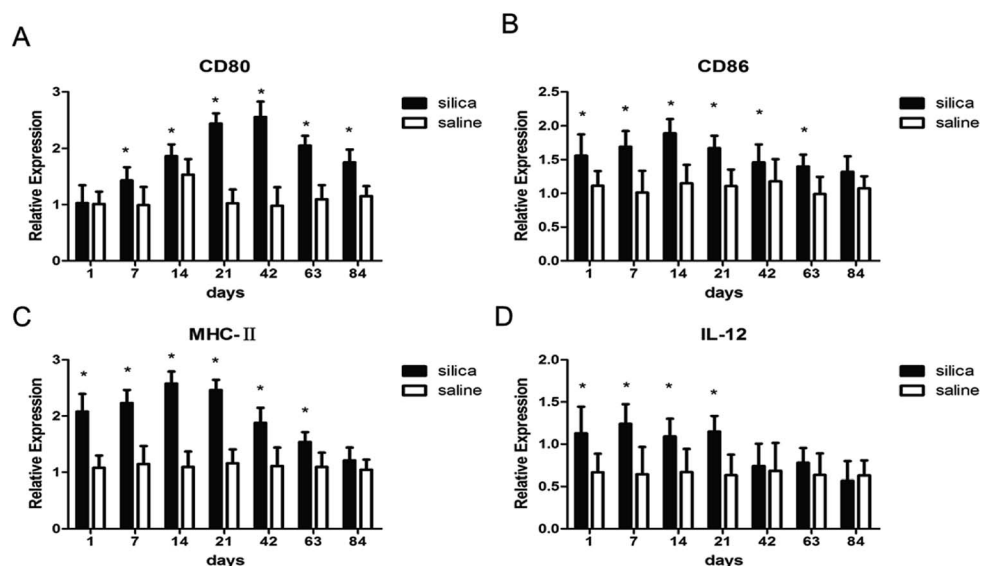 A
CD80
Relative Expression
3
2
1
0
* * * * * *
1 7 14 21 42 63 84
days
silica
saline
B
CD86
Relative Expression
2.5
2.0
1.5
1.0
0.5
0.0
* * * * * *
1 7 14 21 42 63 84
days
silica
saline
C
MHC-Ⅱ
Relative Expression
3
2
1
0
* * * * * *
1 7 14 21 42 63 84
days
silica
saline
D
IL-12
Relative Expression
2.0
1.5
1.0
0.5
0.0
* * * *
1 7 14 21 42 63 84
days
silica
saline